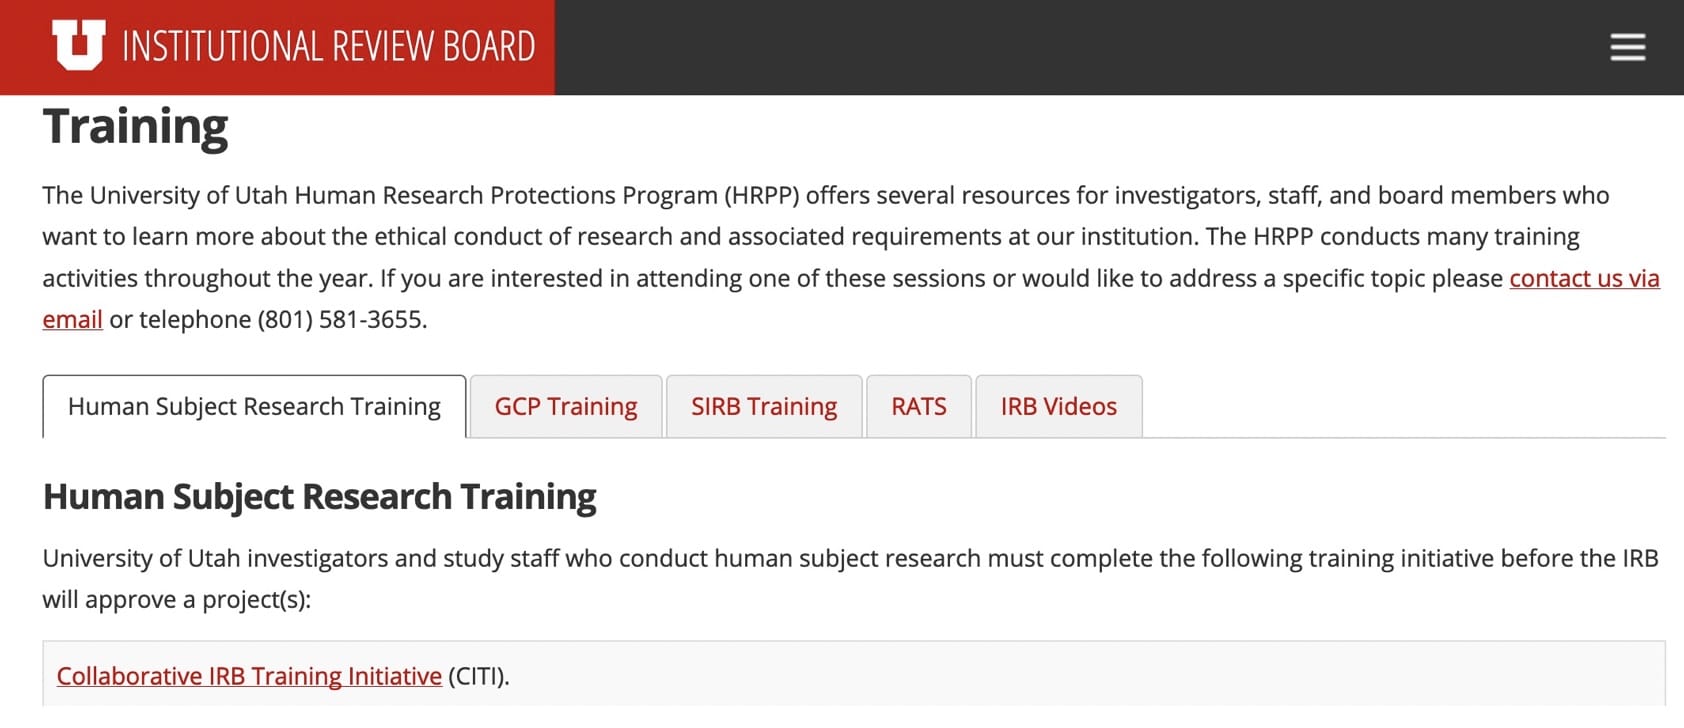 U INSTITUTIONAL REVIEW BOARD
Training
The University of Utah Human Research Protections Program (HRPP) offers several resources for investigators, staff, and board members who
want to learn more about the ethical conduct of research and associated requirements at our institution. The HRPP conducts many training
activities throughout the year. If you are interested in attending one of these sessions or would like to address a specific topic please contact us via
email or telephone (801) 581-3655.
Human Subject Research Training GCP Training SIRB Training RATS IRB Videos
Human Subject Research Training
University of Utah investigators and study staff who conduct human subject research must complete the following training initiative before the IRB
will approve a project(s):
Collaborative IRB Training Initiative (CITI).